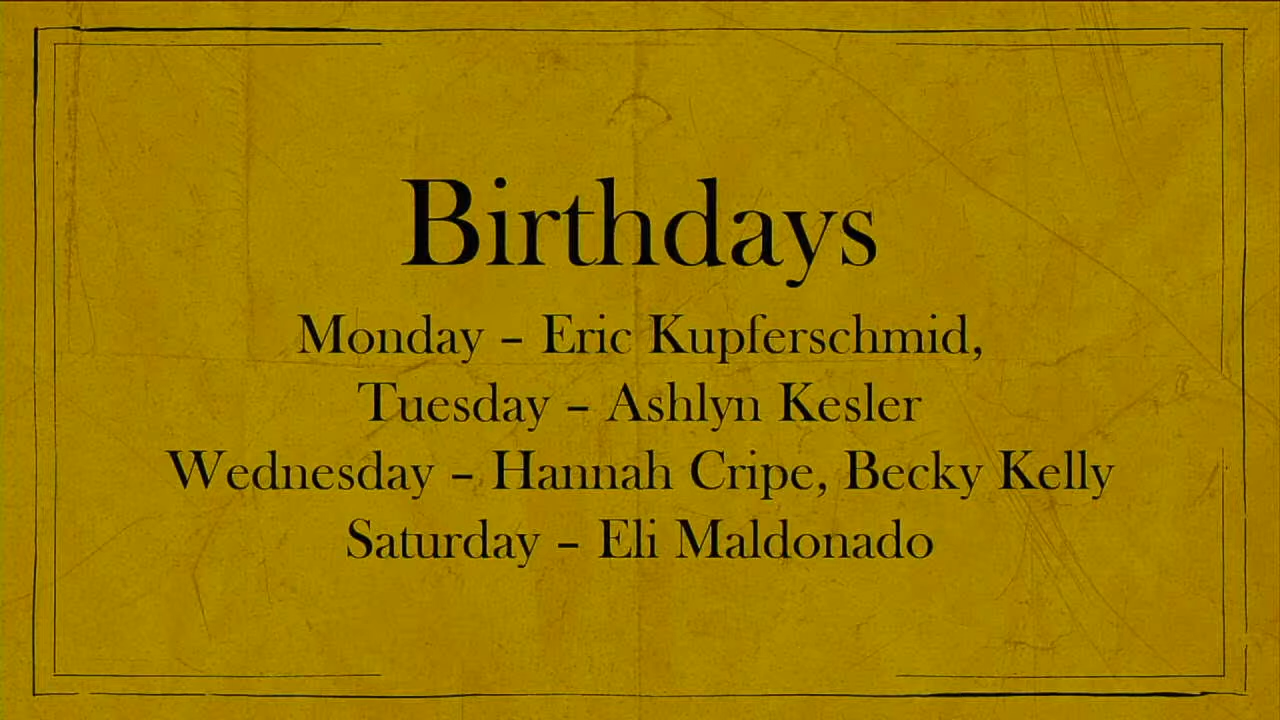 Birthdays
Monday – Eric Kupferschmid,
Tuesday – Ashlyn Kesler
Wednesday – Hannah Cripe, Becky Kelly
Saturday – Eli Maldonado